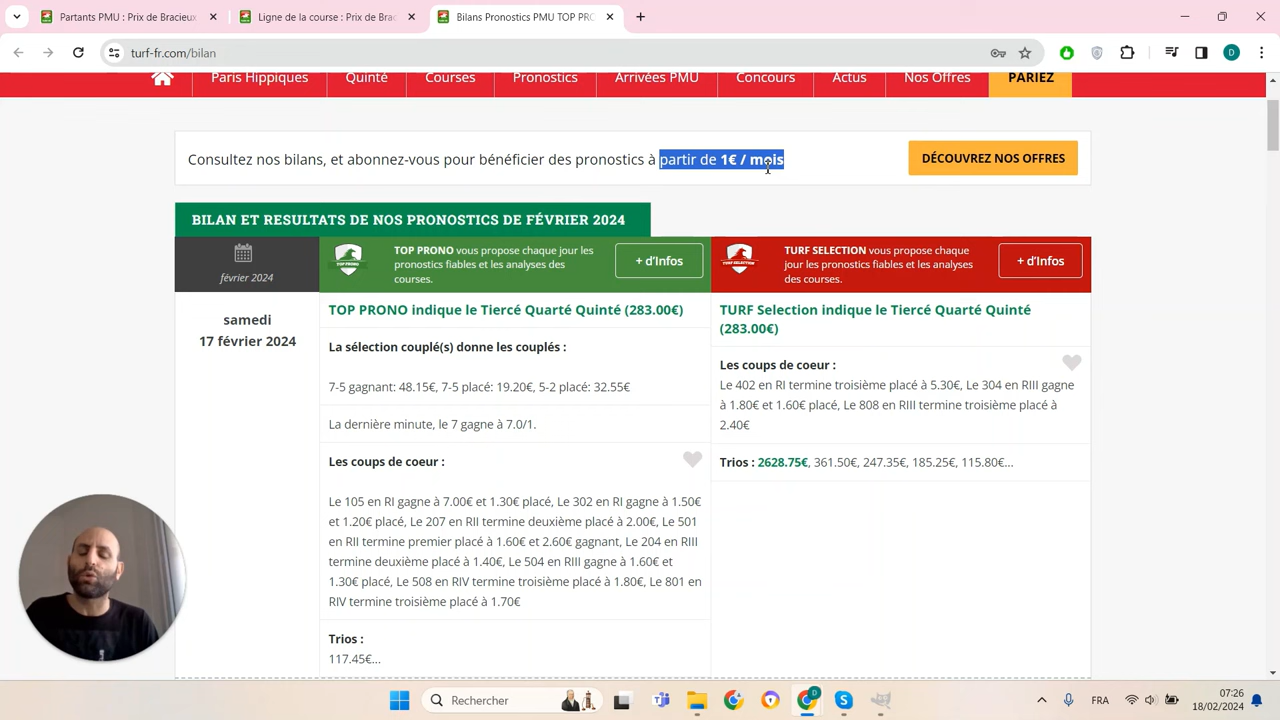 Partants PMU : Prix de Bracieux
Ligne de la course : Prix de Brac
Bilans Pronostics PMU TOP PRO
turf-fr.com/bilan
D
Paris Hippiques
Quinté
Courses
Pronostics
Arrivées PMU
Concours
Actus
Nos Offres
PARIEZ
Consultez nos bilans, et abonnez-vous pour bénéficier des pronostics à partir de 1€ / mois
DÉCOUVREZ NOS OFFRES
BILAN ET RESULTATS DE NOS PRONOSTICS DE FÉVRIER 2024
février 2024
TOP PRONO
TOP PRONO vous propose chaque jour les
pronostics fiables et les analyses des
courses.
+ d'Infos
TURF SELECTION
TURF SELECTION vous propose chaque
jour les pronostics fiables et les analyses
des courses.
+ d'Infos
samedi
17 février 2024
TOP PRONO indique le Tiercé Quarté Quinté (283.00€)
La sélection couplé(s) donne les couplés :
7-5 gagnant: 48.15€, 7-5 placé: 19.20€, 5-2 placé: 32.55€
La dernière minute, le 7 gagne à 7.0/1.
Les coups de coeur :
Le 105 en RI gagne à 7.00€ et 1.30€ placé, Le 302 en RI gagne à 1.50€
et 1.20€ placé, Le 207 en RII termine deuxième placé à 2.00€, Le 501
en RII termine premier placé à 1.60€ et 2.60€ gagnant, Le 204 en RIII
termine deuxième placé à 1.40€, Le 504 en RIII gagne à 1.60€ et
1.30€ placé, Le 508 en RIV termine troisième placé à 1.80€, Le 801 en
RIV termine troisième placé à 1.70€
Trios :
117.45€...
TURF Selection indique le Tiercé Quarté Quinté
(283.00€)
Les coups de coeur :
Le 402 en RI termine troisième placé à 5.30€, Le 304 en RIII gagne
à 1.80€ et 1.60€ placé, Le 808 en RIII termine troisième placé à
2.40€
Trios : 2628.75€, 361.50€, 247.35€, 185.25€, 115.80€...
Rechercher
D
FRA
07:26
18/02/2024